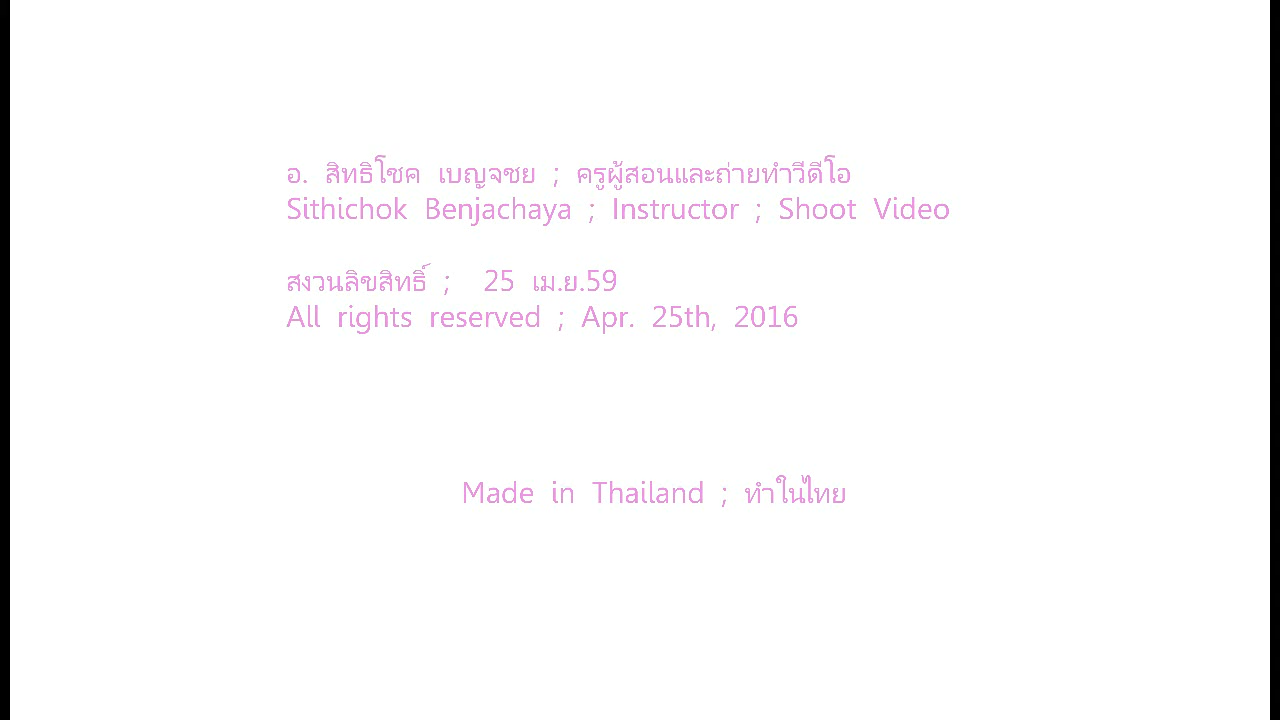 อ. สิทธิโชค เบญจชย ; ครูผู้สอนและถ่ายทำวีดีโอ
Sithichok Benjachaya ; Instructor ; Shoot Video
สงวนลิขสิทธิ์ ; 25 เม.ย.59
All rights reserved ; Apr. 25th, 2016
Made in Thailand ; ทำในไทย